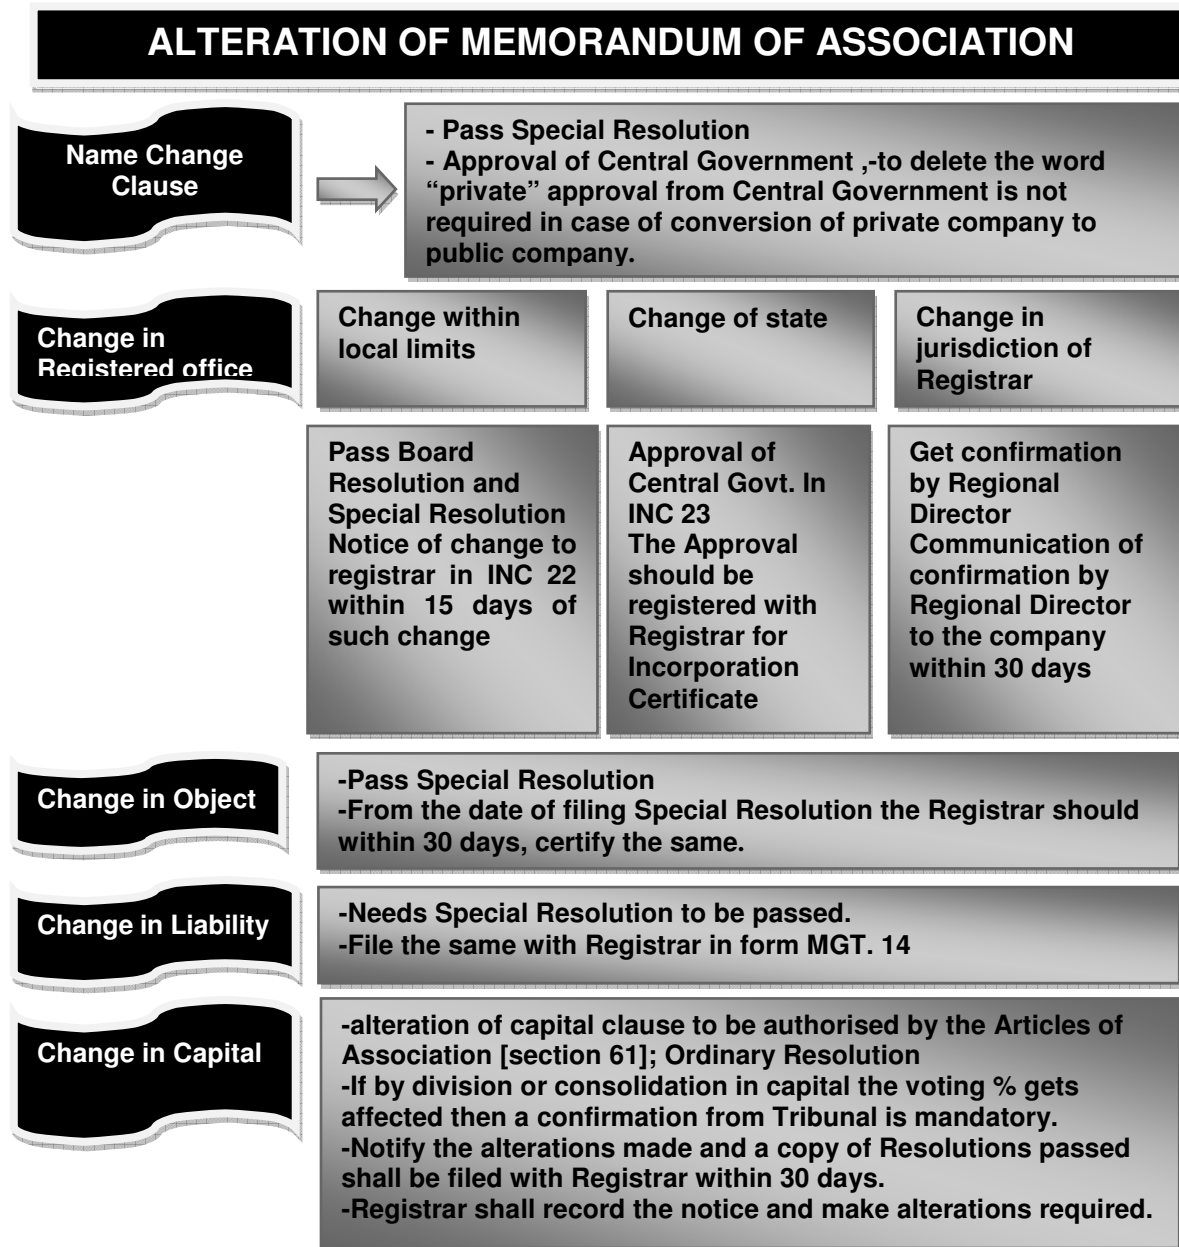 ALTERATION OF MEMORANDUM OF ASSOCIATION
Name Change
Clause
- Pass Special Resolution
- Approval of Central Government ,-to delete the word
“private” approval from Central Government is not
required in case of conversion of private company to
public company.
Change in
Registered office
Change within
local limits
Change of state
Change in
jurisdiction of
Registrar
Pass Board
Resolution and
Special Resolution
Notice of change to
registrar in INC 22
within 15 days of
such change
Approval of
Central Govt. In
INC 23
The Approval
should be
registered with
Registrar for
Incorporation
Certificate
Get confirmation
by Regional
Director
Communication of
confirmation by
Regional Director
to the company
within 30 days
Change in Object
-Pass Special Resolution
-From the date of filing Special Resolution the Registrar should
within 30 days, certify the same.
Change in Liability
-Needs Special Resolution to be passed.
-File the same with Registrar in form MGT. 14
Change in Capital
-alteration of capital clause to be authorised by the Articles of
Association [section 61]; Ordinary Resolution
-If by division or consolidation in capital the voting % gets
affected then a confirmation from Tribunal is mandatory.
-Notify the alterations made and a copy of Resolutions passed
shall be filed with Registrar within 30 days.
-Registrar shall record the notice and make alterations required.